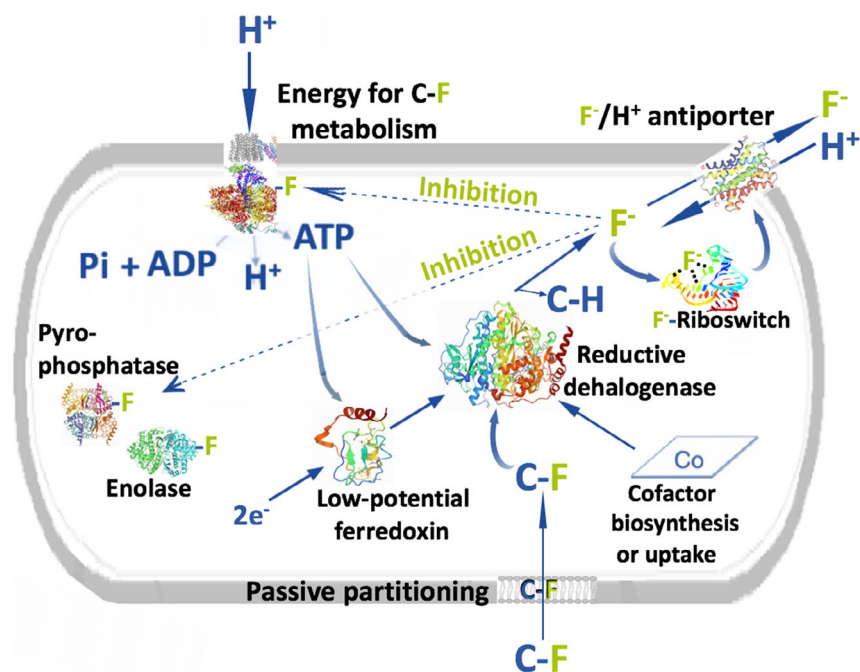 H+
Energy for C-F
metabolism
F-/H+ antiporter
F-
H+
-F
Inhibition
F-
Pi + ADP
ATP
H+
Inhibition
F-
F--Riboswitch
C-H
Pyro-
phosphatase
-F
Reductive
dehalogenase
-F
Enolase
2e-
Low-potential
ferredoxin
C-F
Co
Cofactor
biosynthesis
or uptake
Passive partitioning
C-F
C-F